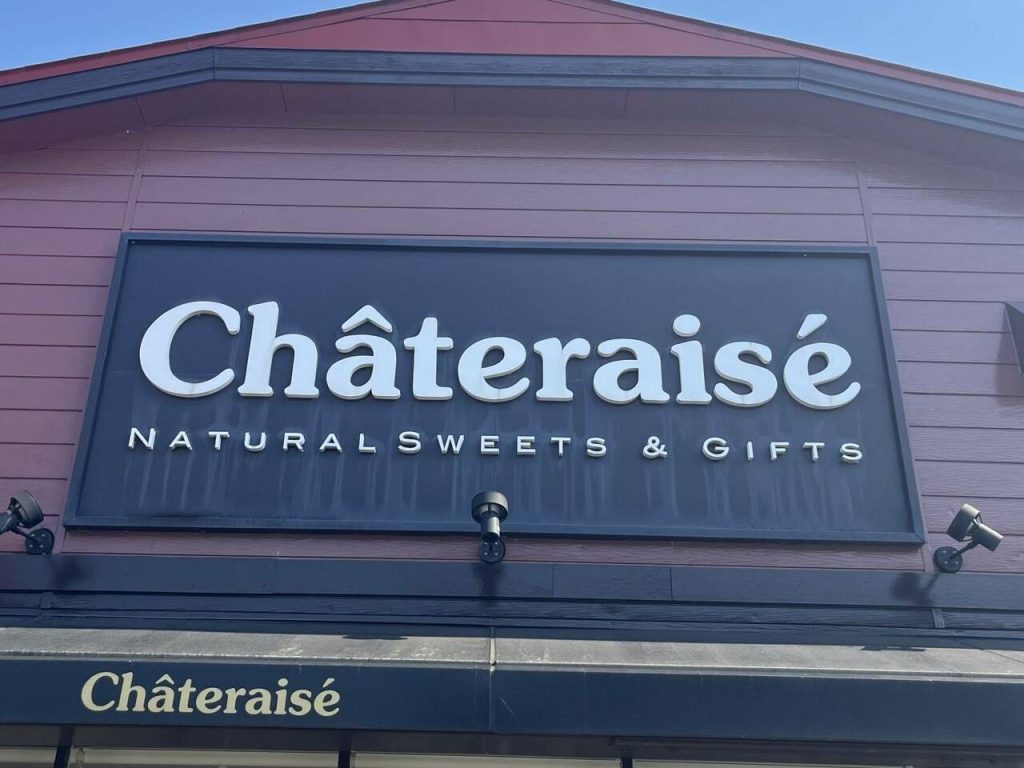 Châteraisé
NATURAL SWEETS & GIFTS
Châteraisé